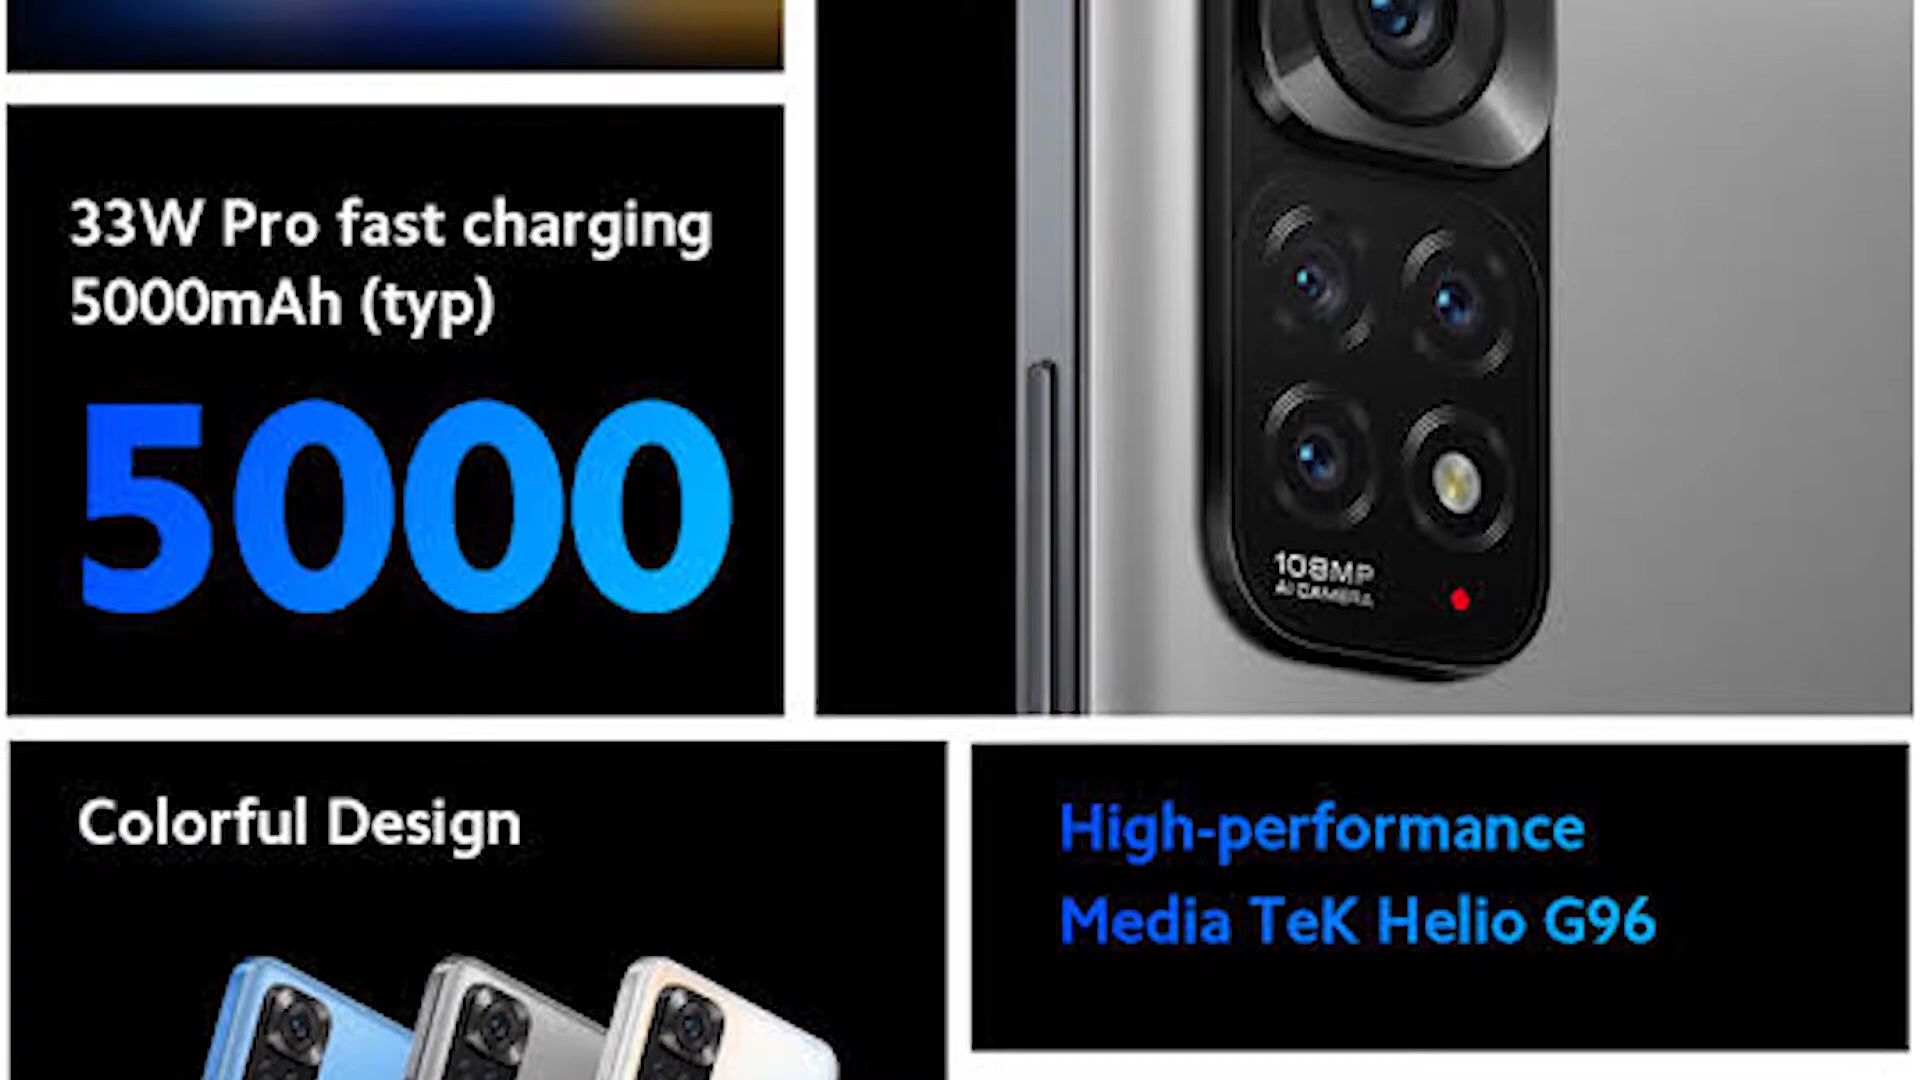 33W Pro fast charging
5000mAh (typ)
5000
108MP
AI CAMERA
Colorful Design
High-performance
Media TeK Helio G96